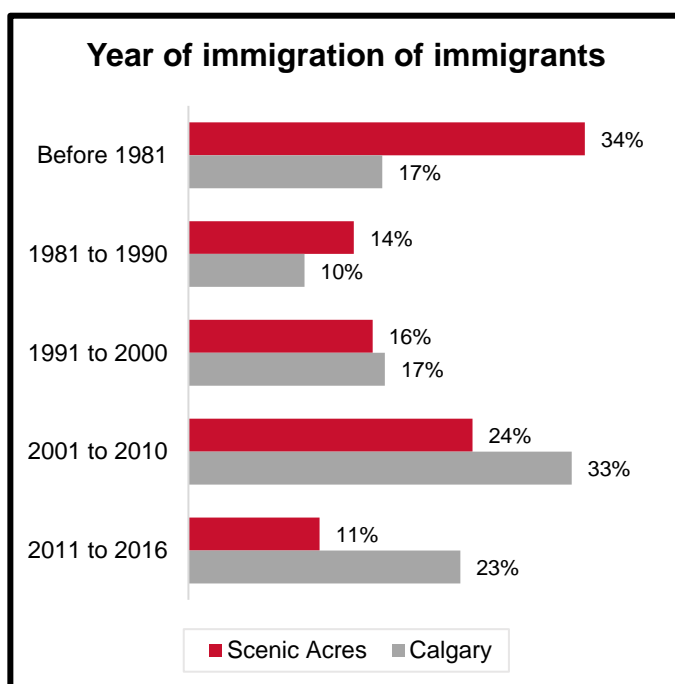 Year of immigration of immigrants
Before 1981
34%
17%
1981 to 1990
14%
10%
1991 to 2000
16%
17%
2001 to 2010
24%
33%
2011 to 2016
11%
23%
Scenic Acres Calgary